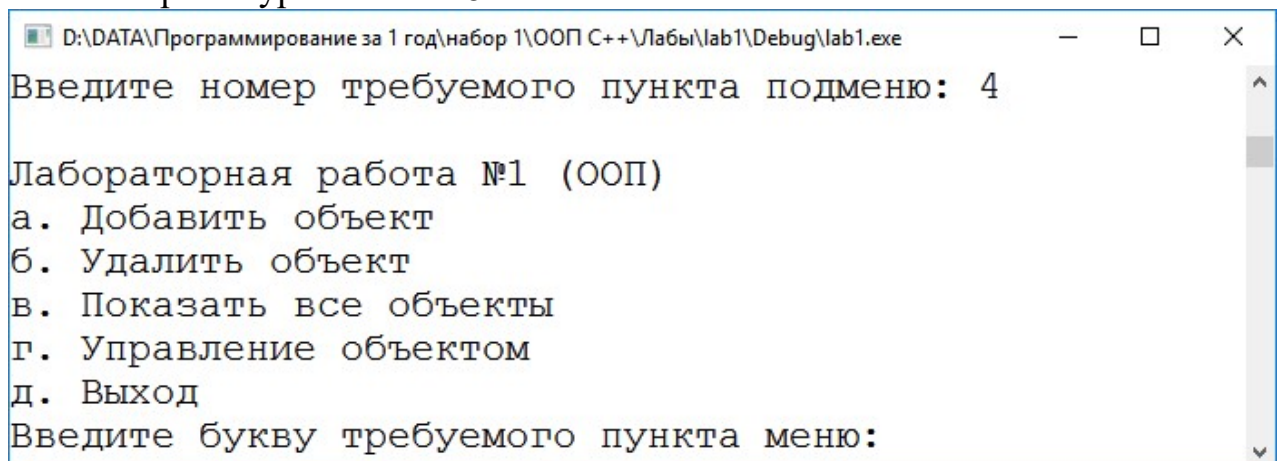 D:\DATA\Программирование за 1 год\набор 1\ООП C++\Лабы\lab1\Debug\lab1.exe
Введите номер требуемого пункта подменю: 4
Лабораторная работа №1 (ООП)
а. Добавить объект
б. Удалить объект
в. Показать все объекты
г. Управление объектом
д. Выход
Введите букву требуемого пункта меню: